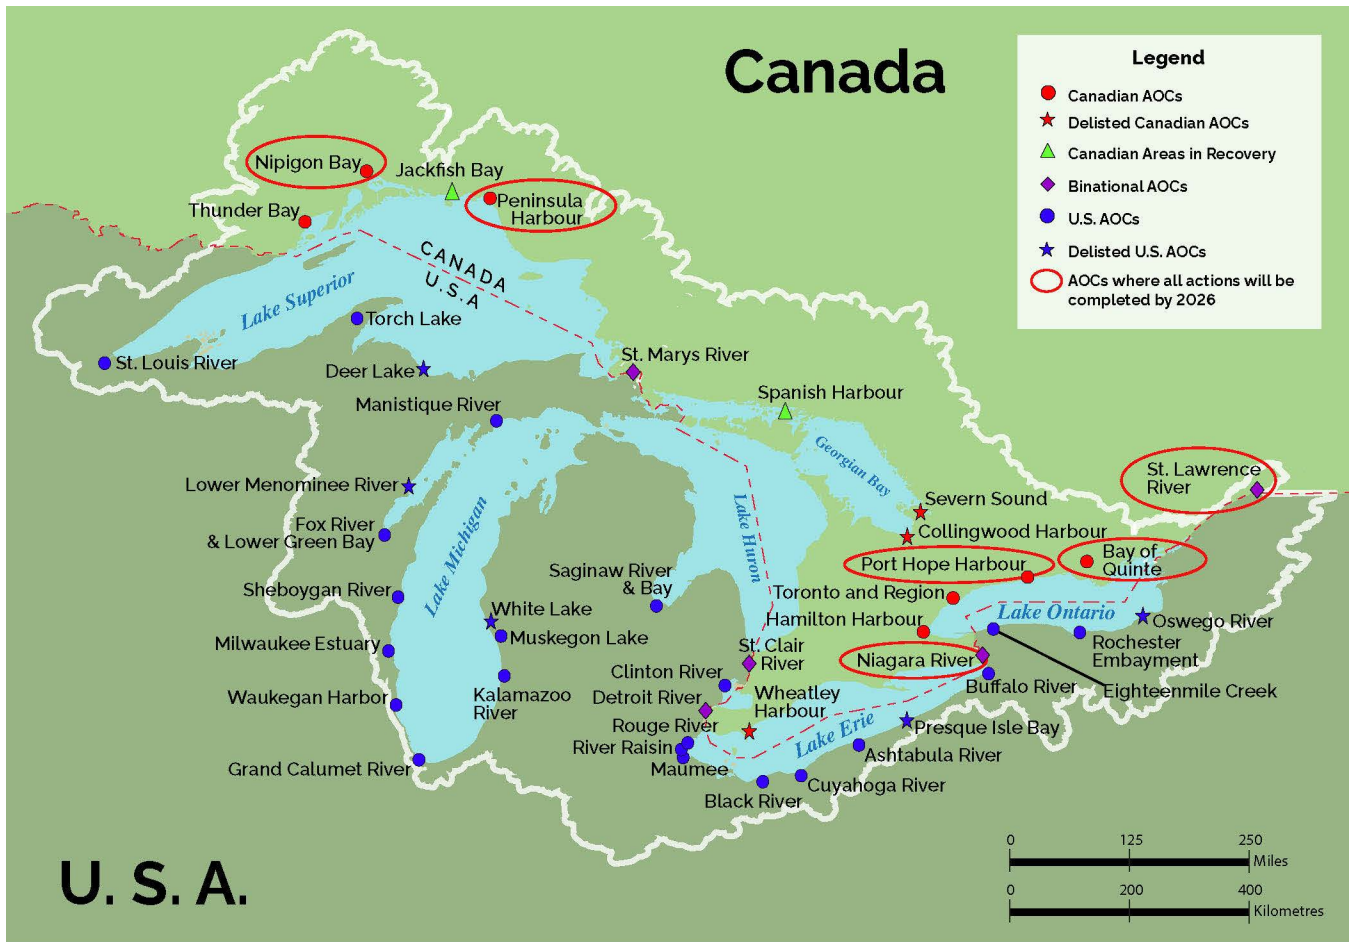 Canada
Legend
Canadian AOCs
Delisted Canadian AOCs
Canadian Areas in Recovery
Binational AOCs
U.S. AOCs
Delisted U.S. AOCs
AOCs where all actions will be
completed by 2026
Nipigon Bay
Jackfish Bay
Peninsula
Harbour
Thunder Bay
CANADA
U.S.A
Lake Superior
Torch Lake
St. Louis River
Deer Lake
St. Marys River
Manistique River
Spanish Harbour
Georgian Bay
St. Lawrence
River
Lower Menominee River
Severn Sound
Lake Michigan
Lake Huron
Fox River
& Lower Green Bay
Collingwood Harbour
Port Hope Harbour
Bay of
Quinte
Saginaw River
& Bay
Sheboygan River
Toronto and Region
White Lake
Lake Ontario
Hamilton Harbour
Oswego River
Muskegon Lake
Milwaukee Estuary
St. Clair
River
Niagara River
Rochester
Embayment
Clinton River
Buffalo River
Eighteenmile Creek
Waukegan Harbor
Kalamazoo
River
Detroit River
Wheatley
Harbour
Rouge River
Lake Erie
Presque Isle Bay
River Raisin
Ashtabula River
Grand Calumet River
Maumee
Cuyahoga River
Black River
U. S. A.
0
125
250
Miles
0
200
400
Kilometres